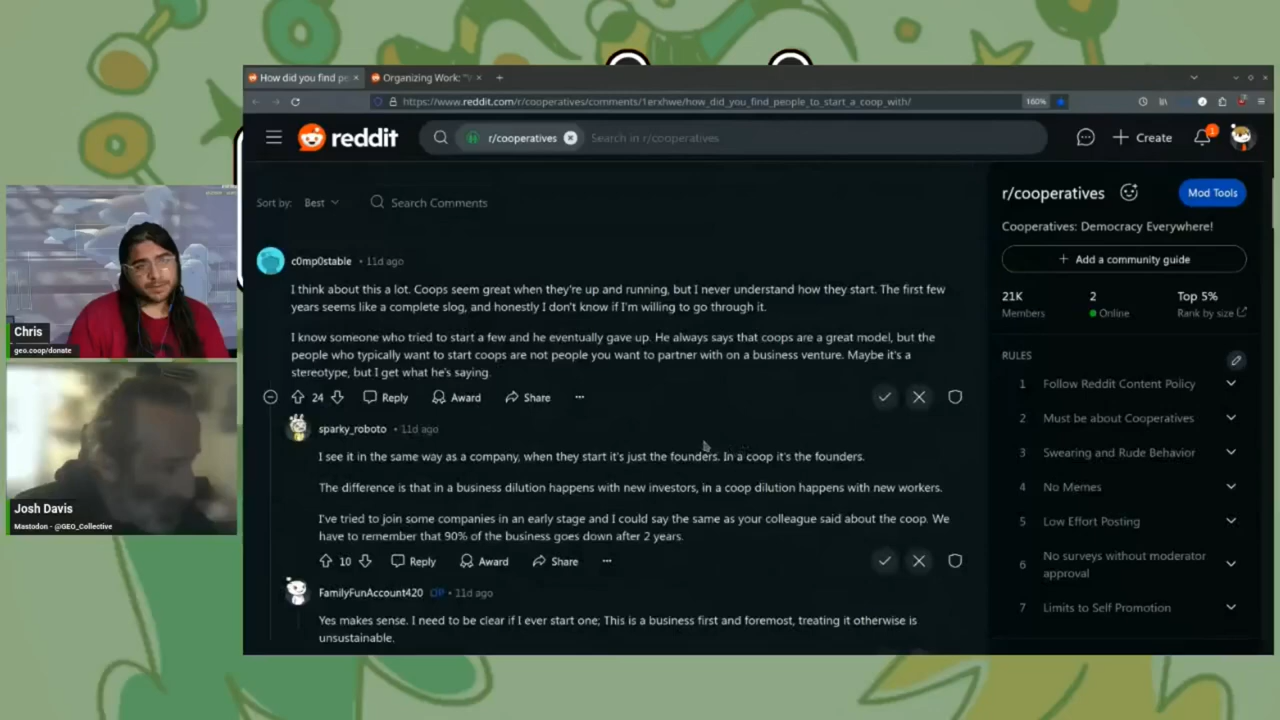 How did you find pe
Organizing Work: "
https://www.reddit.com/r/cooperatives/comments/1erxhwe/how_did_you_find_people_to_start_a_coop_with/
160%
reddit
r/cooperatives
Search in r/cooperatives
Create
1
Sort by: Best
Search Comments
c0mp0stable • 11d ago
I think about this a lot. Coops seem great when they're up and running, but I never understand how they start. The first few
years seems like a complete slog, and honestly I don't know if I'm willing to go through it.
I know someone who tried to start a few and he eventually gave up. He always says that coops are a great model, but the
people who typically want to start coops are not people you want to partner with on a business venture. Maybe it's a
stereotype, but I get what he's saying.
24 Reply Award Share
sparky_roboto • 11d ago
I see it in the same way as a company, when they start it's just the founders. In a coop it's the founders.
The difference is that in a business dilution happens with new investors, in a coop dilution happens with new workers.
I've tried to join some companies in an early stage and I could say the same as your colleague said about the coop. We
have to remember that 90% of the business goes down after 2 years.
10 Reply Award Share
FamilyFunAccount420 OP • 11d ago
Yes makes sense. I need to be clear if I ever start one; This is a business first and foremost, treating it otherwise is
unsustainable.
r/cooperatives
Mod Tools
Cooperatives: Democracy Everywhere!
Add a community guide
21K 2 Top 5%
Members Online Rank by size
RULES
1 Follow Reddit Content Policy
2 Must be about Cooperatives
3 Swearing and Rude Behavior
4 No Memes
5 Low Effort Posting
6 No surveys without moderator
approval
7 Limits to Self Promotion
Chris
geo.coop/donate
Josh Davis
Mastodon - @GEO_Collective